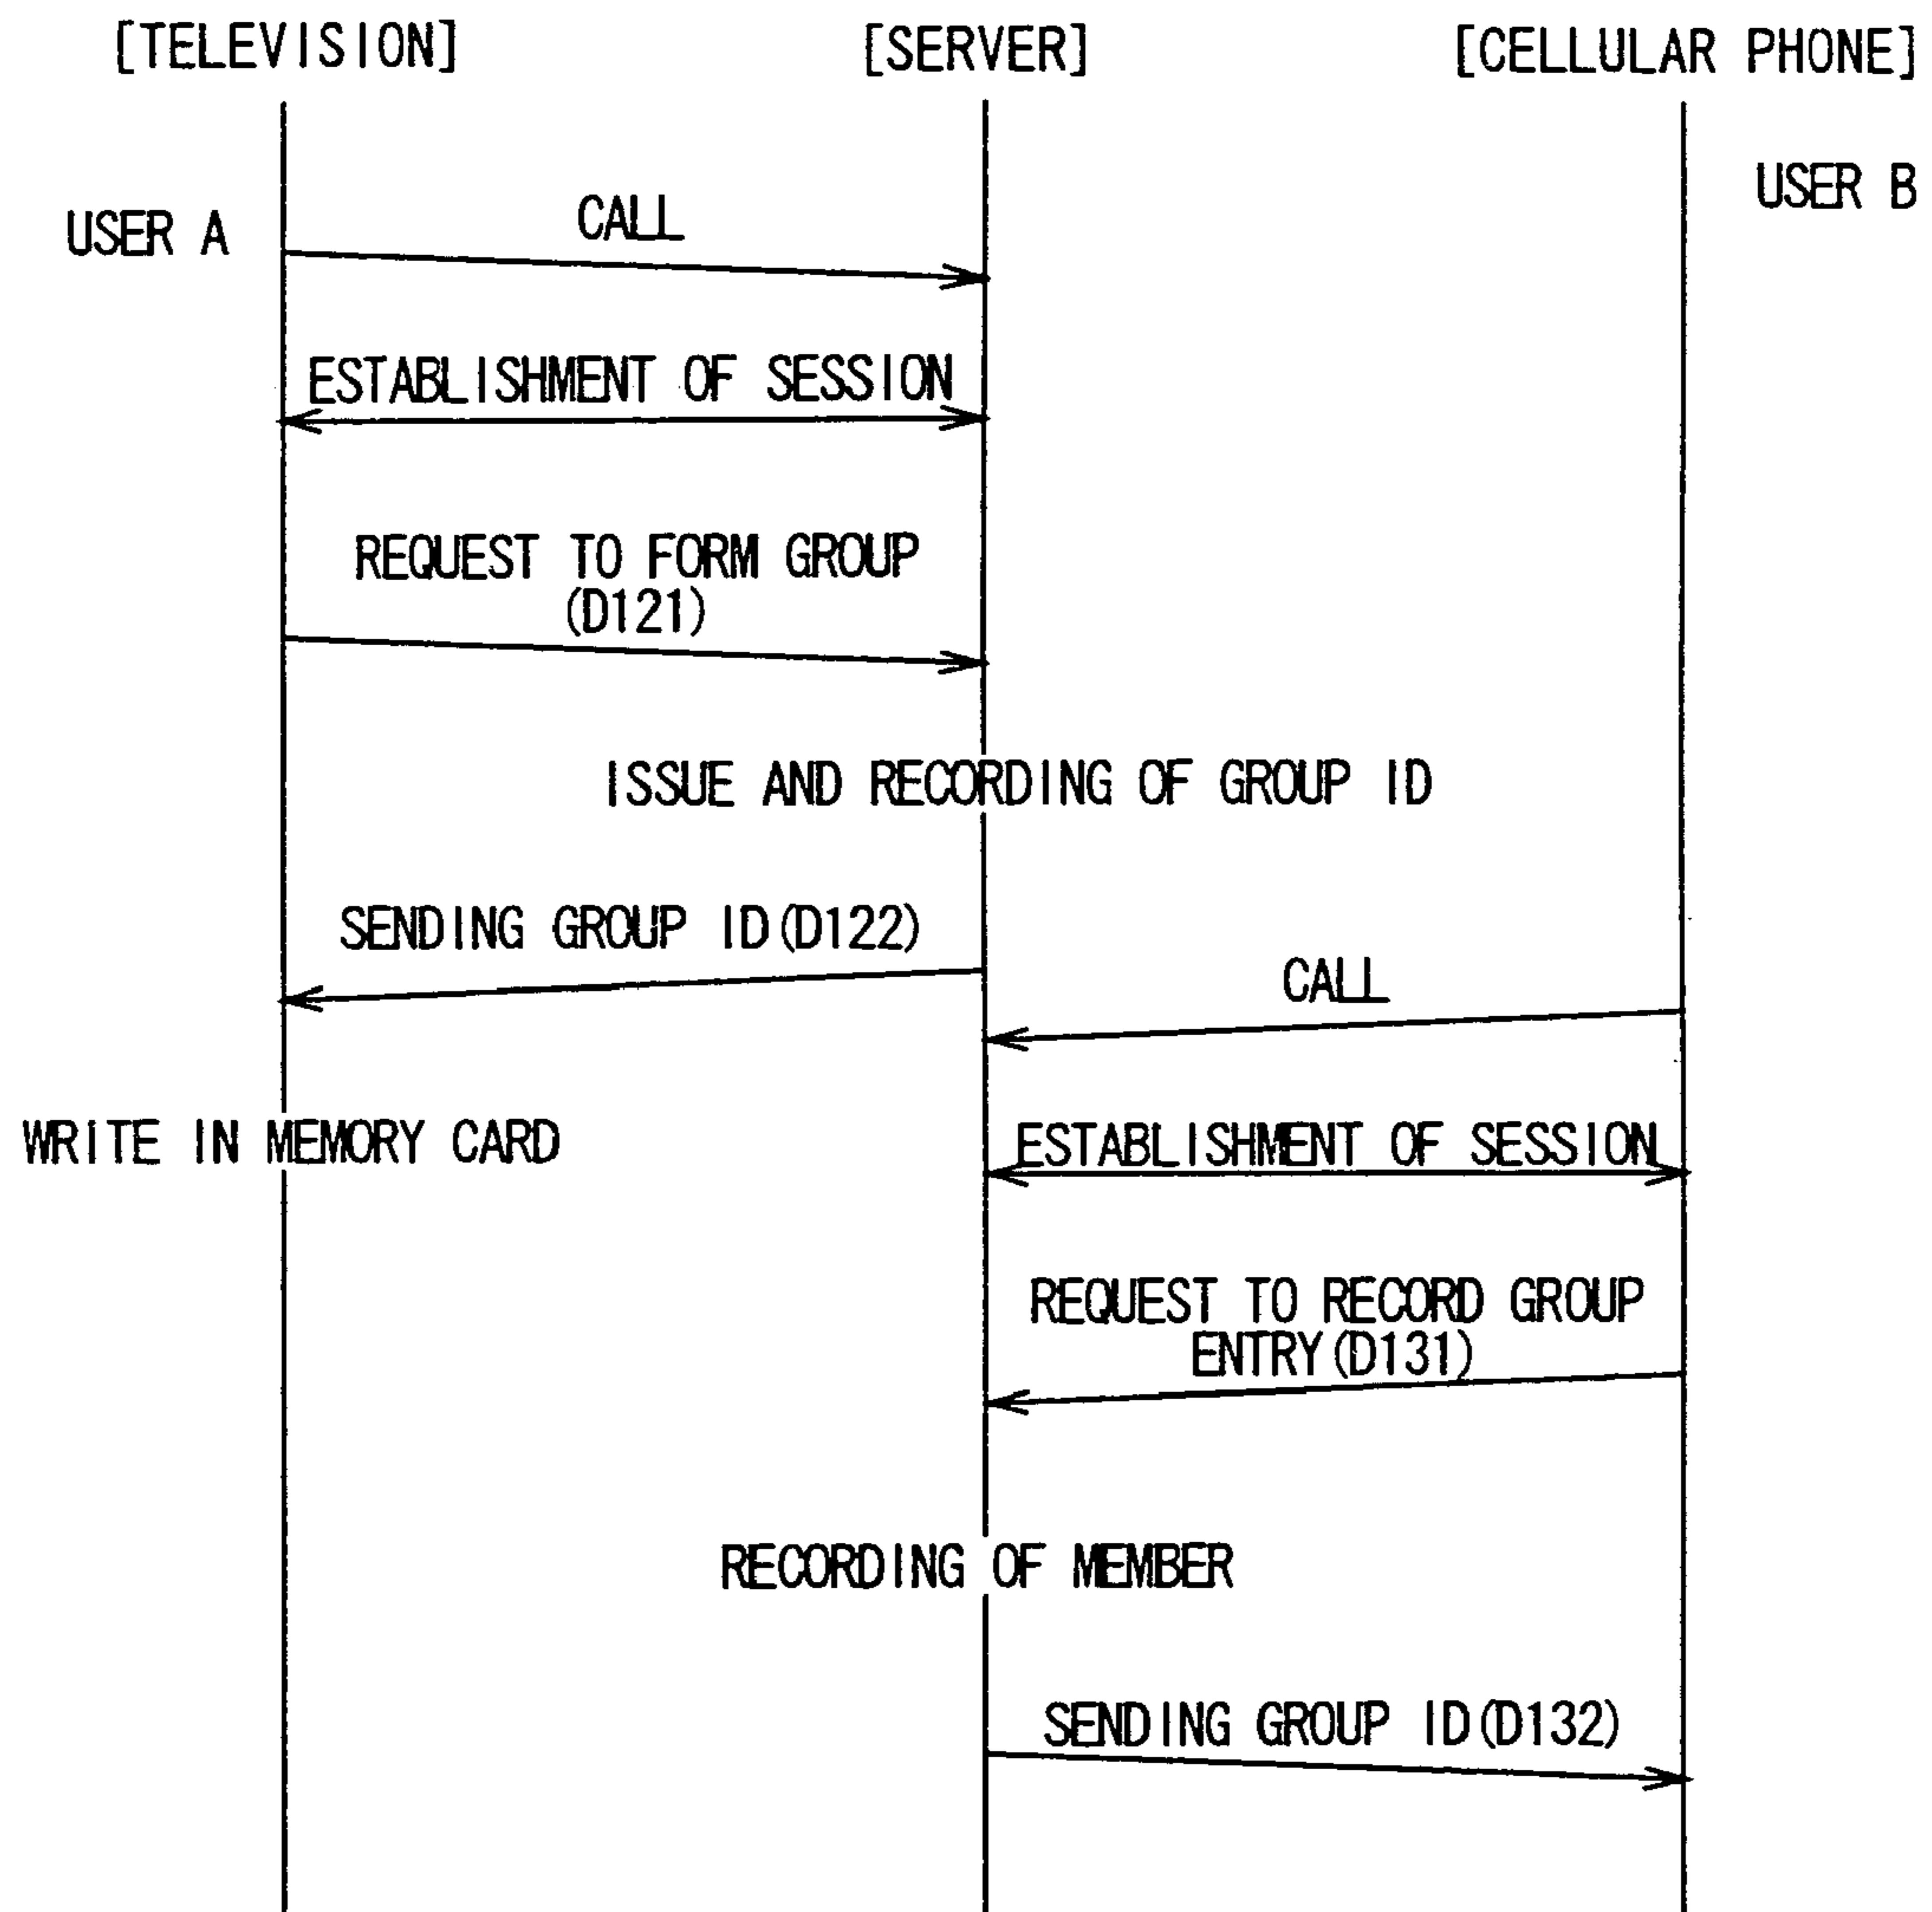 [TELEVISION] [SERVER] [CELLULAR PHONE]
USER B
USER A
CALL
ESTABLISHMENT OF SESSION
REQUEST TO FORM GROUP
(D121)
ISSUE AND RECORDING OF GROUP ID
SENDING GROUP ID(D122)
CALL
WRITE IN MEMORY CARD
ESTABLISHMENT OF SESSION
REQUEST TO RECORD GROUP
ENTRY(D131)
RECORDING OF MEMBER
SENDING GROUP ID(D132)